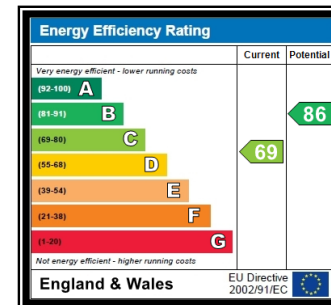 Energy Efficiency Rating
Current Potential
Very energy efficient - lower running costs
(92-100) A
(81-91) B
86
(69-80) C
69
(55-68) D
(39-54) E
(21-38) F
(1-20) G
Not energy efficient - higher running costs
England & Wales
EU Directive
2002/91/EC